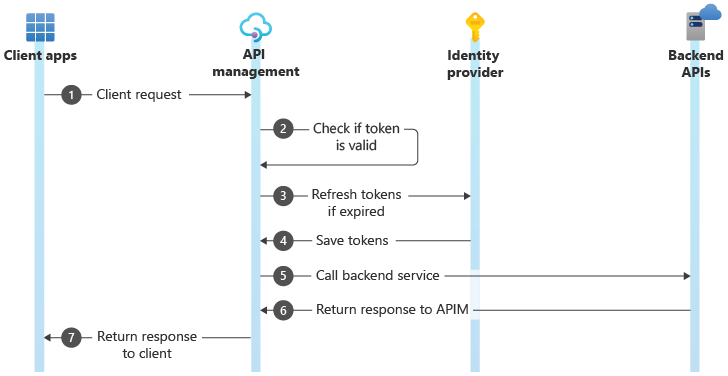 Client apps
API
management
Identity
provider
Backend
APIs
1 Client request
2 Check if token
is valid
3 Refresh tokens
if expired
4 Save tokens
5 Call backend service
6 Return response to APIM
7 Return response
to client